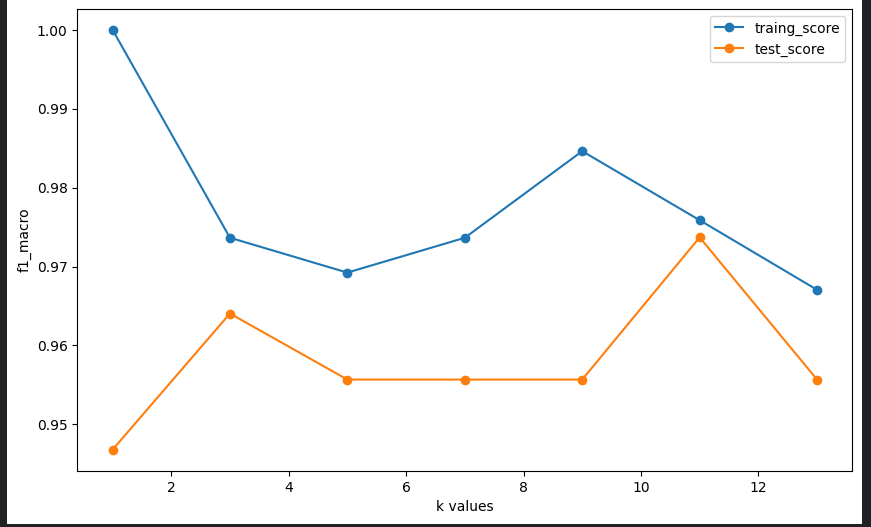 traing_score
test_score
1.00
0.99
0.98
0.97
0.96
0.95
f1_macro
2 4 6 8 10 12
k values